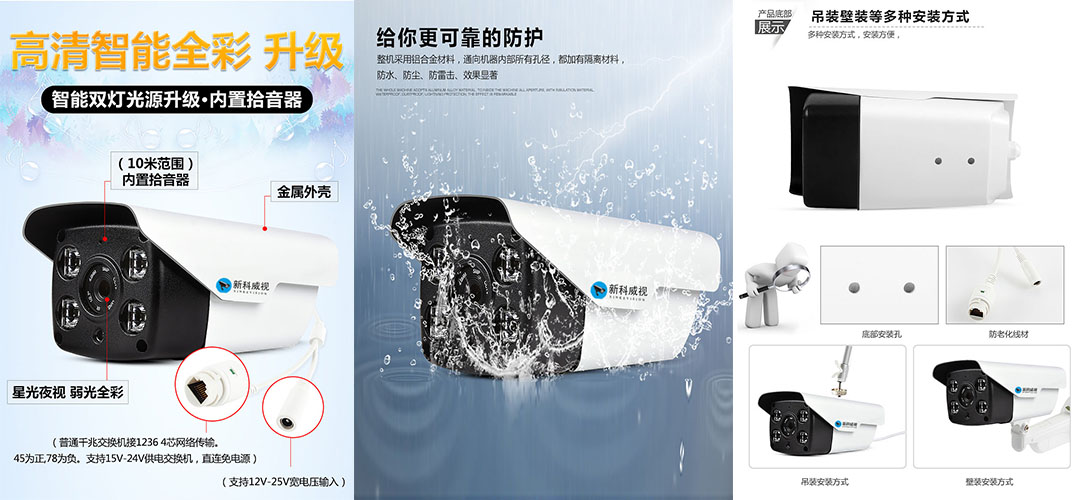 高清智能全彩 升级
智能双灯光源升级·内置拾音器
（10米范围）
内置拾音器
金属外壳
新科威视
星光夜视 弱光全彩
（普通千兆交换机接1236 4芯网络传输。
45为正,78为负。支持15V-24V供电交换机，直连免电源）
（支持12V-25V宽电压输入）
给你更可靠的防护
整机采用铝合金材料，通向机器内部所有孔径，都加有隔离材料，
防水、防尘、防雷击、效果显著
新科威视
产品底部
展示
吊装壁装等多种安装方式
多种安装方式，安装方便，
底部安装孔
防老化线材
新科威视
吊装安装方式
新科威视
壁装安装方式